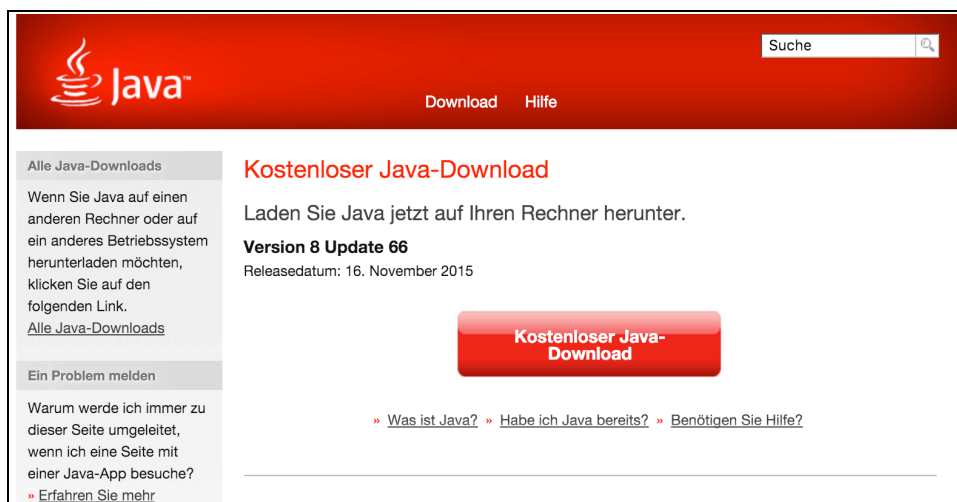 Java™
Suche
Download Hilfe
Alle Java-Downloads
Wenn Sie Java auf einen
anderen Rechner oder auf
ein anderes Betriebssystem
herunterladen möchten,
klicken Sie auf den
folgenden Link.
Alle Java-Downloads
Ein Problem melden
Warum werde ich immer zu
dieser Seite umgeleitet,
wenn ich eine Seite mit
einer Java-App besuche?
» Erfahren Sie mehr
Kostenloser Java-Download
Laden Sie Java jetzt auf Ihren Rechner herunter.
Version 8 Update 66
Releasedatum: 16. November 2015
Kostenloser Java-
Download
» Was ist Java? » Habe ich Java bereits? » Benötigen Sie Hilfe?